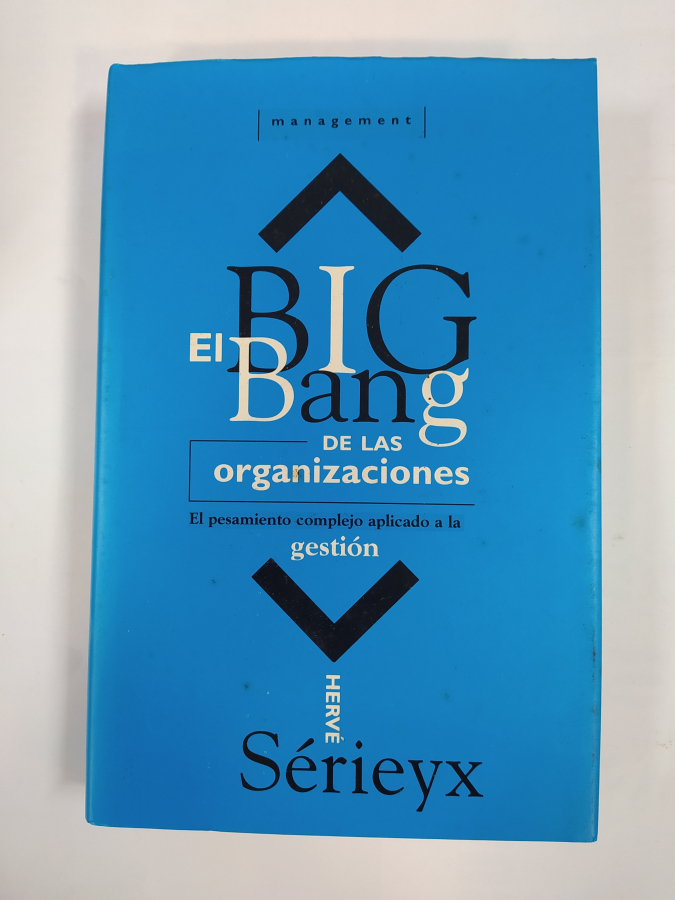 management
El BIG
Bang
DE LAS
organizaciones
El pesamiento complejo aplicado a la
gestión
HERVÉ
Sérieyx